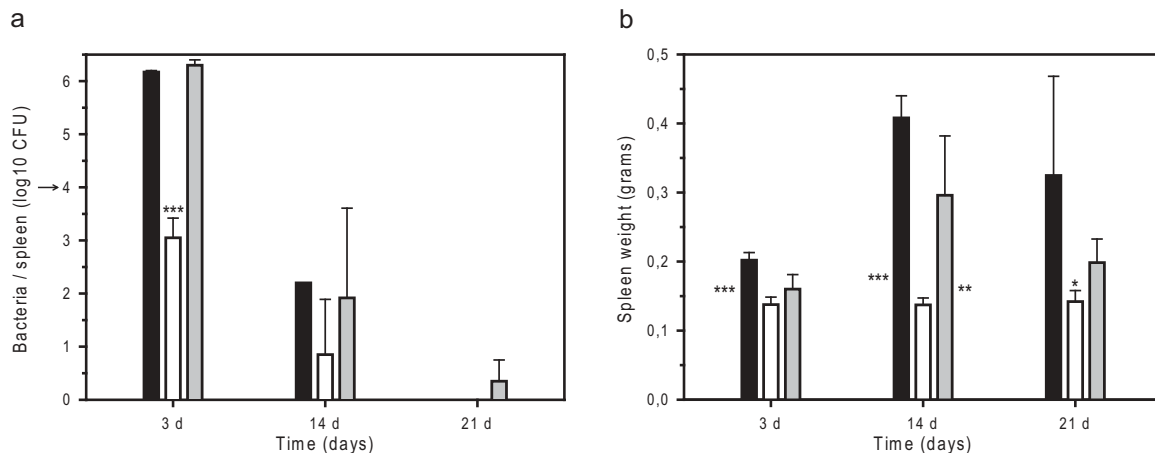 a
Bacteria / spleen (log10 CFU)
→
6
5
4
3
2
1
0
***
3 d
14 d
21 d
Time (days)
b
Spleen weight (grams)
0,5
0,4
0,3
0,2
0,1
0,0
***
***
**
*
3 d
14 d
21 d
Time (days)